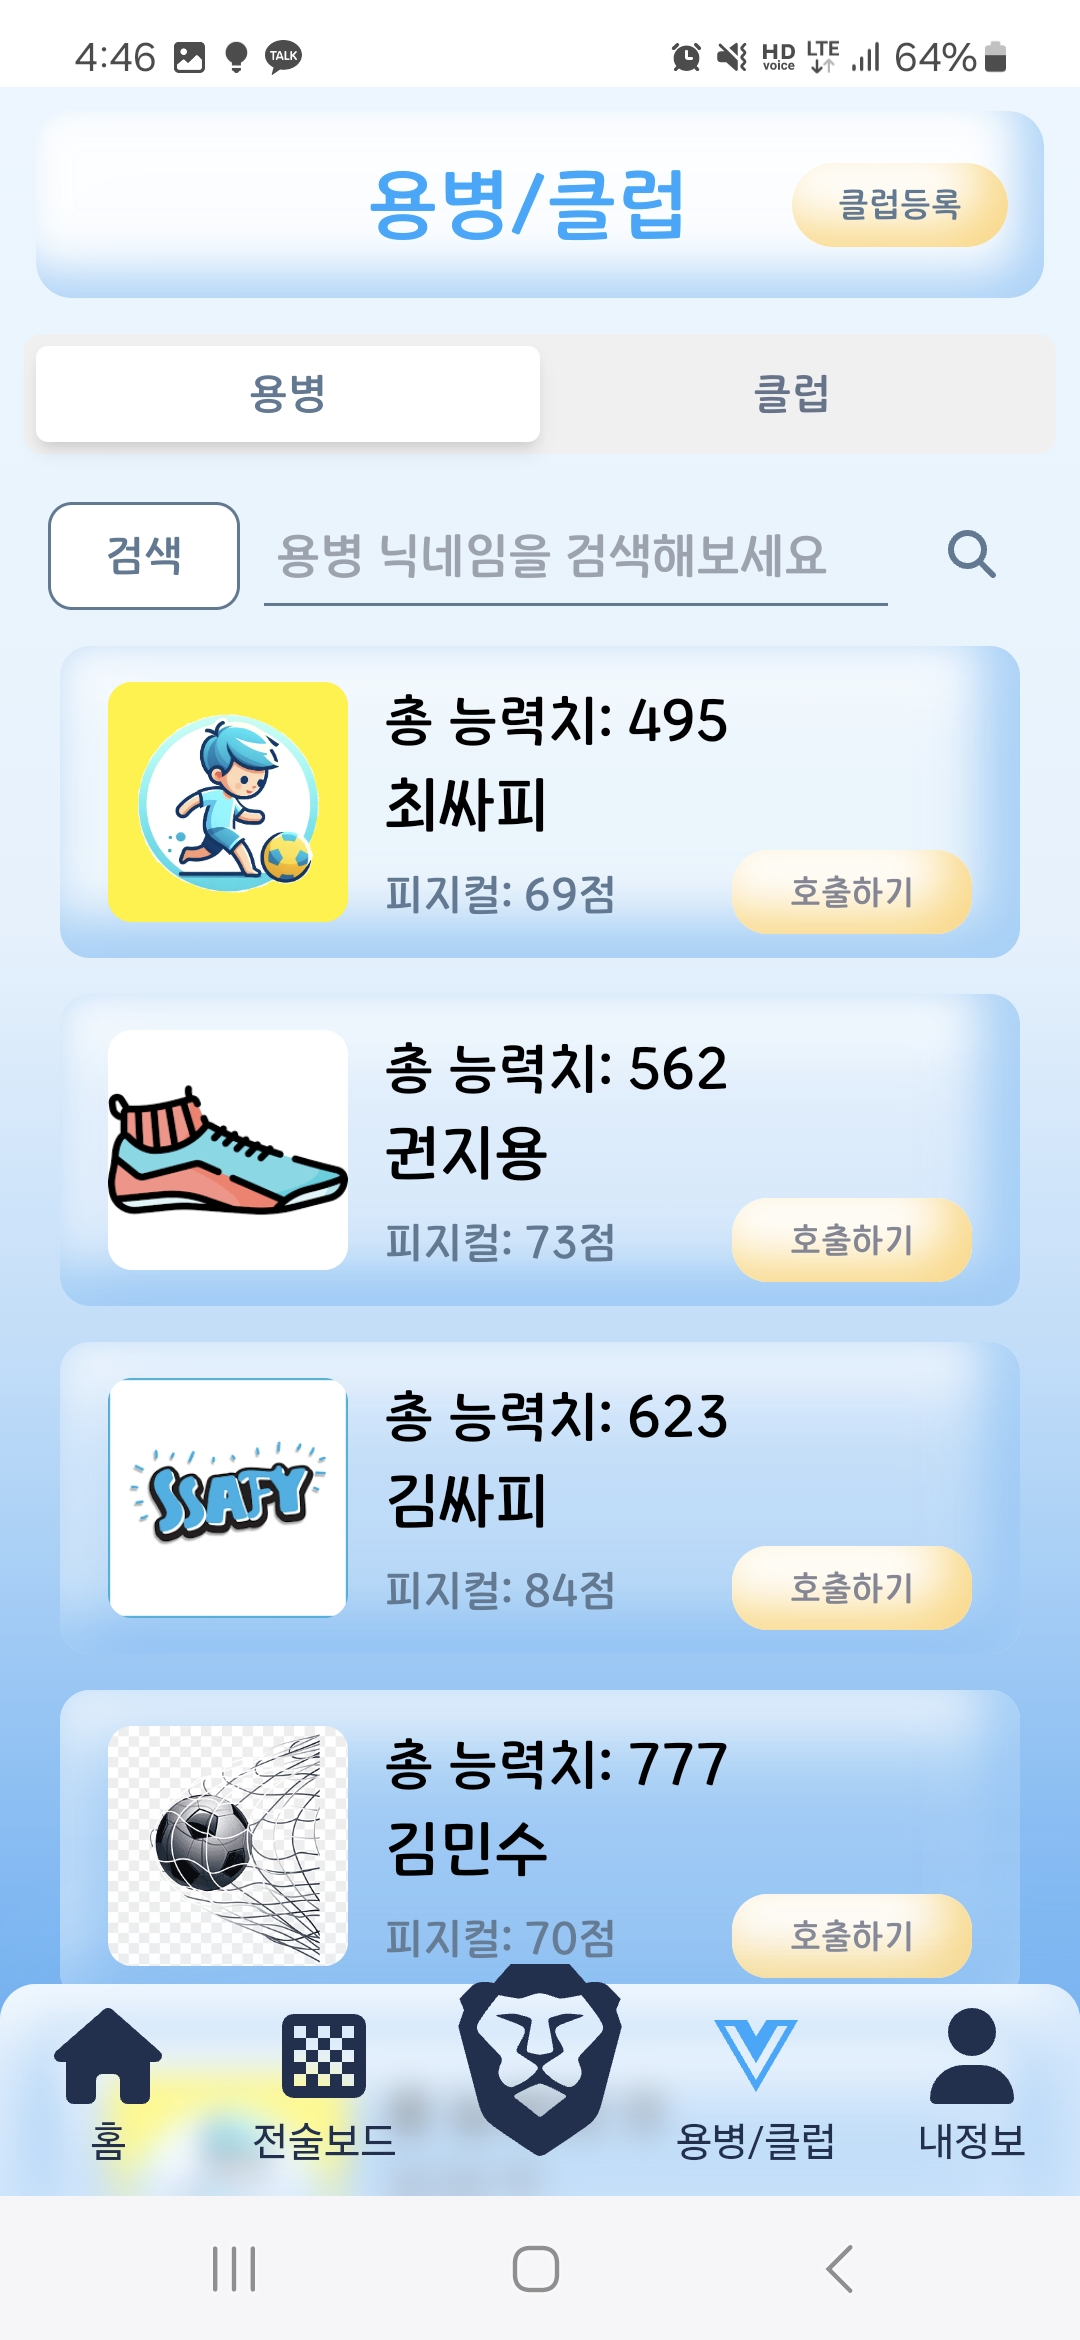 4:46 TALK HD voice LTE 64%
용병/클럽
클럽등록
용병 클럽
검색 용병 닉네임을 검색해보세요
총 능력치: 495
최싸피
피지컬: 69점 호출하기
총 능력치: 562
권지용
피지컬: 73점 호출하기
SSAFY
총 능력치: 623
김싸피
피지컬: 84점 호출하기
총 능력치: 777
김민수
피지컬: 70점 호출하기
홈 전술보드 용병/클럽 내정보